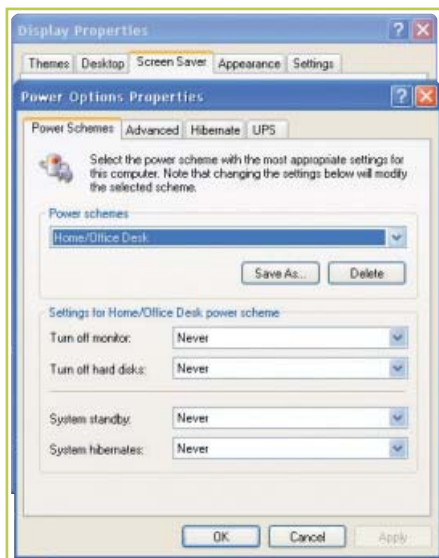 Display Properties
Themes Desktop Screen Saver Appearance Settings
Power Options Properties
Power Schemes Advanced Hibernate UPS
Select the power scheme with the most appropriate settings for
this computer. Note that changing the settings below will modify
the selected scheme.
Power schemes
Home/Office Desk
Save As... Delete
Settings for Home/Office Desk power scheme
Turn off monitor: Never
Turn off hard disks: Never
System standby: Never
System hibernates: Never
OK Cancel Apply